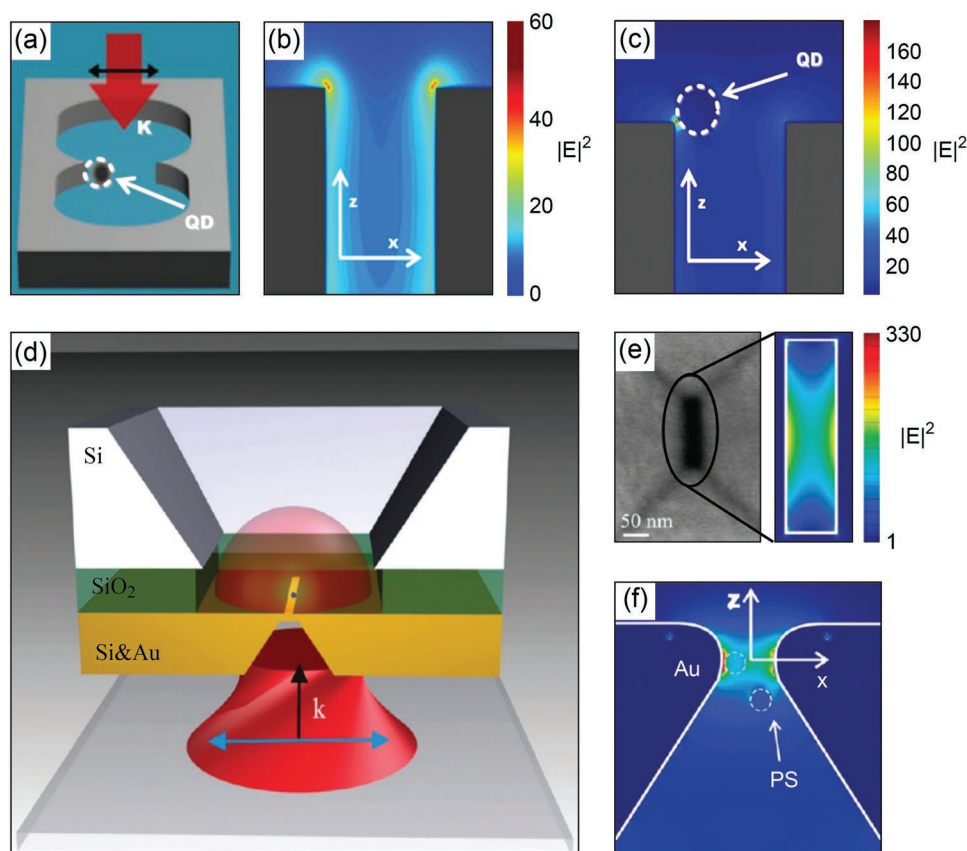 (a)
K
QD
(b)
z
x
60
40
20
0
|E|²
(c)
QD
z
x
160
140
120
100
80
60
40
20
|E|²
(d)
Si
SiO₂
Si&Au
k
(e)
50 nm
330
1
|E|²
(f)
z
x
Au
PS